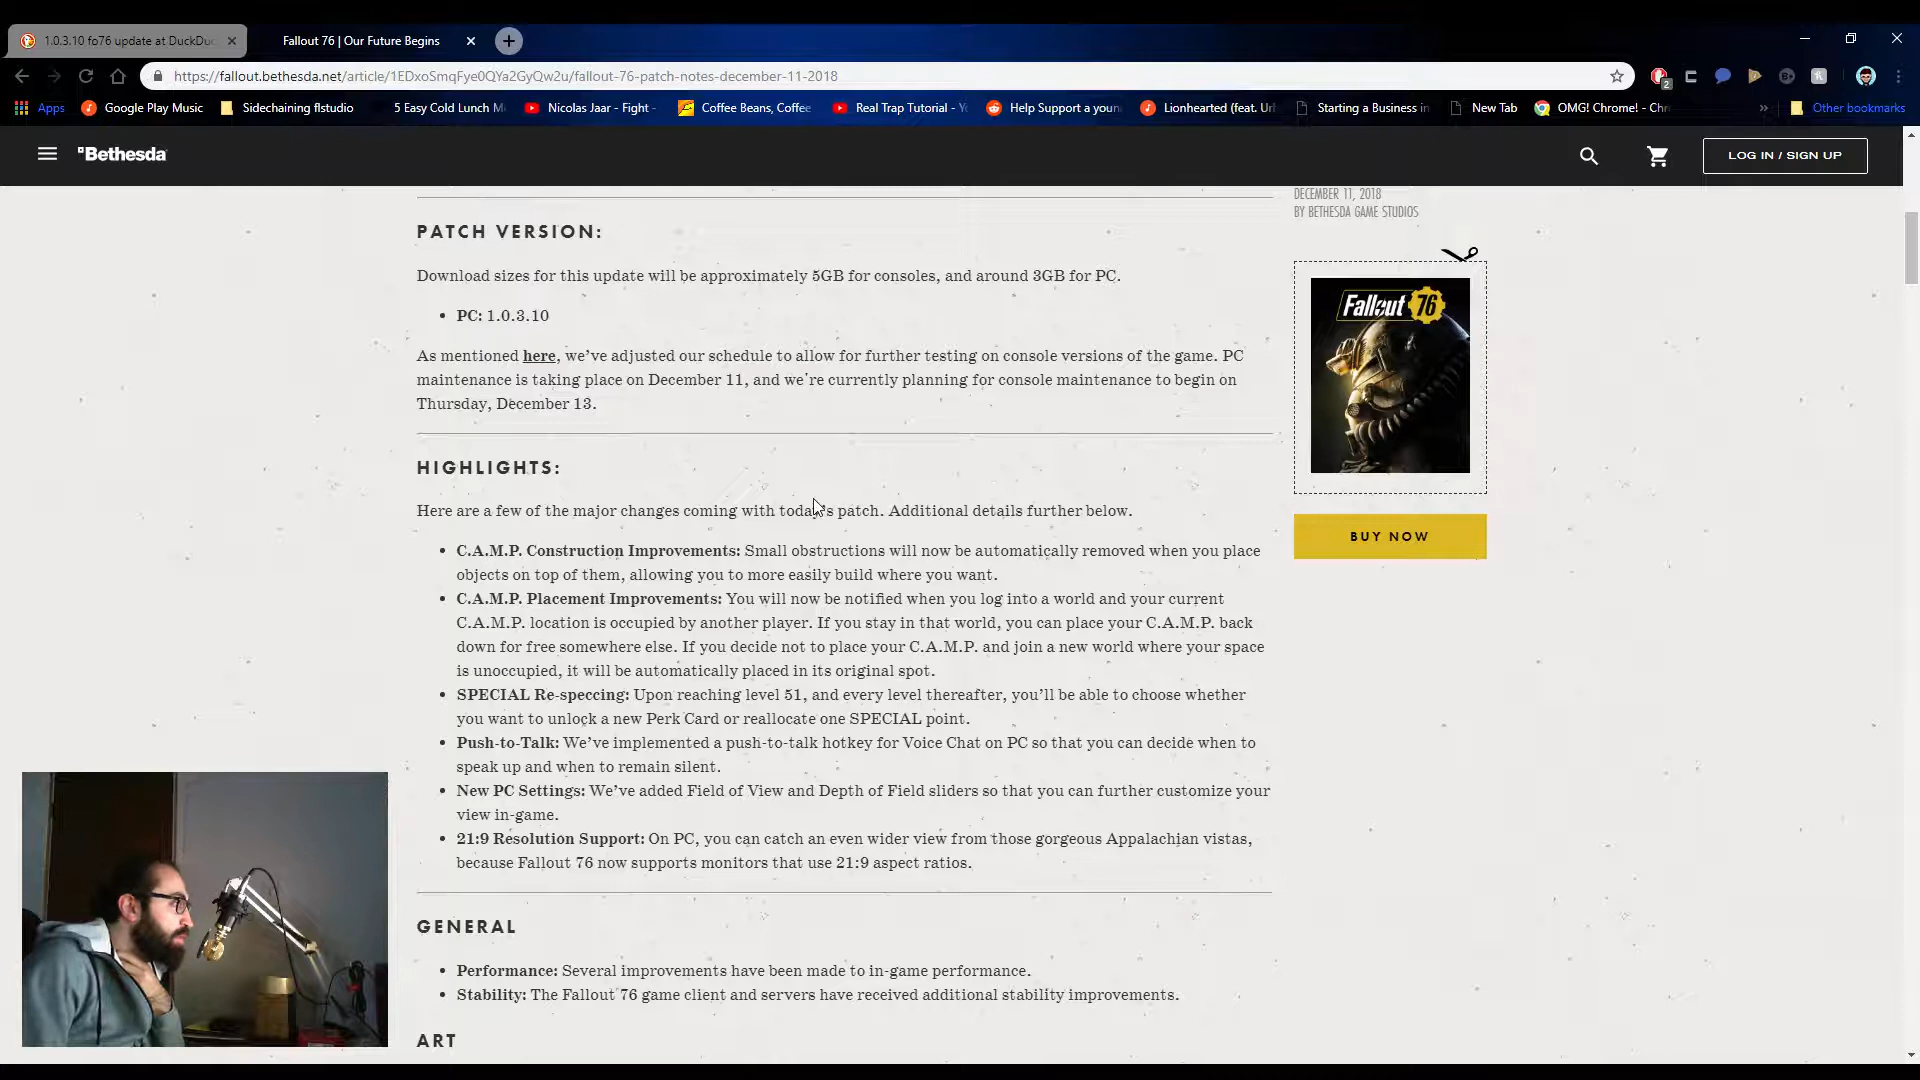 1.0.3.10 fo76 update at DuckDuc
Fallout 76 | Our Future Begins
https://fallout.bethesda.net/article/1EDxoSmqFye0QYa2GyQw2u/fallout-76-patch-notes-december-11-2018
2
Apps
Google Play Music
Sidechaining flstudio
5 Easy Cold Lunch M
Nicolas Jaar - Fight -
Coffee Beans, Coffee
Real Trap Tutorial - Y
Help Support a youn
Lionhearted (feat. Ur
Starting a Business in
New Tab
OMG! Chrome! - Chr
Other bookmarks
Bethesda
LOG IN / SIGN UP
DECEMBER 11, 2018
BY BETHESDA GAME STUDIOS
PATCH VERSION:
Download sizes for this update will be approximately 5GB for consoles, and around 3GB for PC.
• PC: 1.0.3.10
As mentioned here, we've adjusted our schedule to allow for further testing on console versions of the game. PC
maintenance is taking place on December 11, and we're currently planning for console maintenance to begin on
Thursday, December 13.
Fallout 76
BUY NOW
HIGHLIGHTS:
Here are a few of the major changes coming with today's patch. Additional details further below.
• C.A.M.P. Construction Improvements: Small obstructions will now be automatically removed when you place
objects on top of them, allowing you to more easily build where you want.
• C.A.M.P. Placement Improvements: You will now be notified when you log into a world and your current
C.A.M.P. location is occupied by another player. If you stay in that world, you can place your C.A.M.P. back
down for free somewhere else. If you decide not to place your C.A.M.P. and join a new world where your space
is unoccupied, it will be automatically placed in its original spot.
• SPECIAL Re-speccing: Upon reaching level 51, and every level thereafter, you'll be able to choose whether
you want to unlock a new Perk Card or reallocate one SPECIAL point.
• Push-to-Talk: We've implemented a push-to-talk hotkey for Voice Chat on PC so that you can decide when to
speak up and when to remain silent.
• New PC Settings: We've added Field of View and Depth of Field sliders so that you can further customize your
view in-game.
• 21:9 Resolution Support: On PC, you can catch an even wider view from those gorgeous Appalachian vistas,
because Fallout 76 now supports monitors that use 21:9 aspect ratios.
GENERAL
• Performance: Several improvements have been made to in-game performance.
• Stability: The Fallout 76 game client and servers have received additional stability improvements.
ART